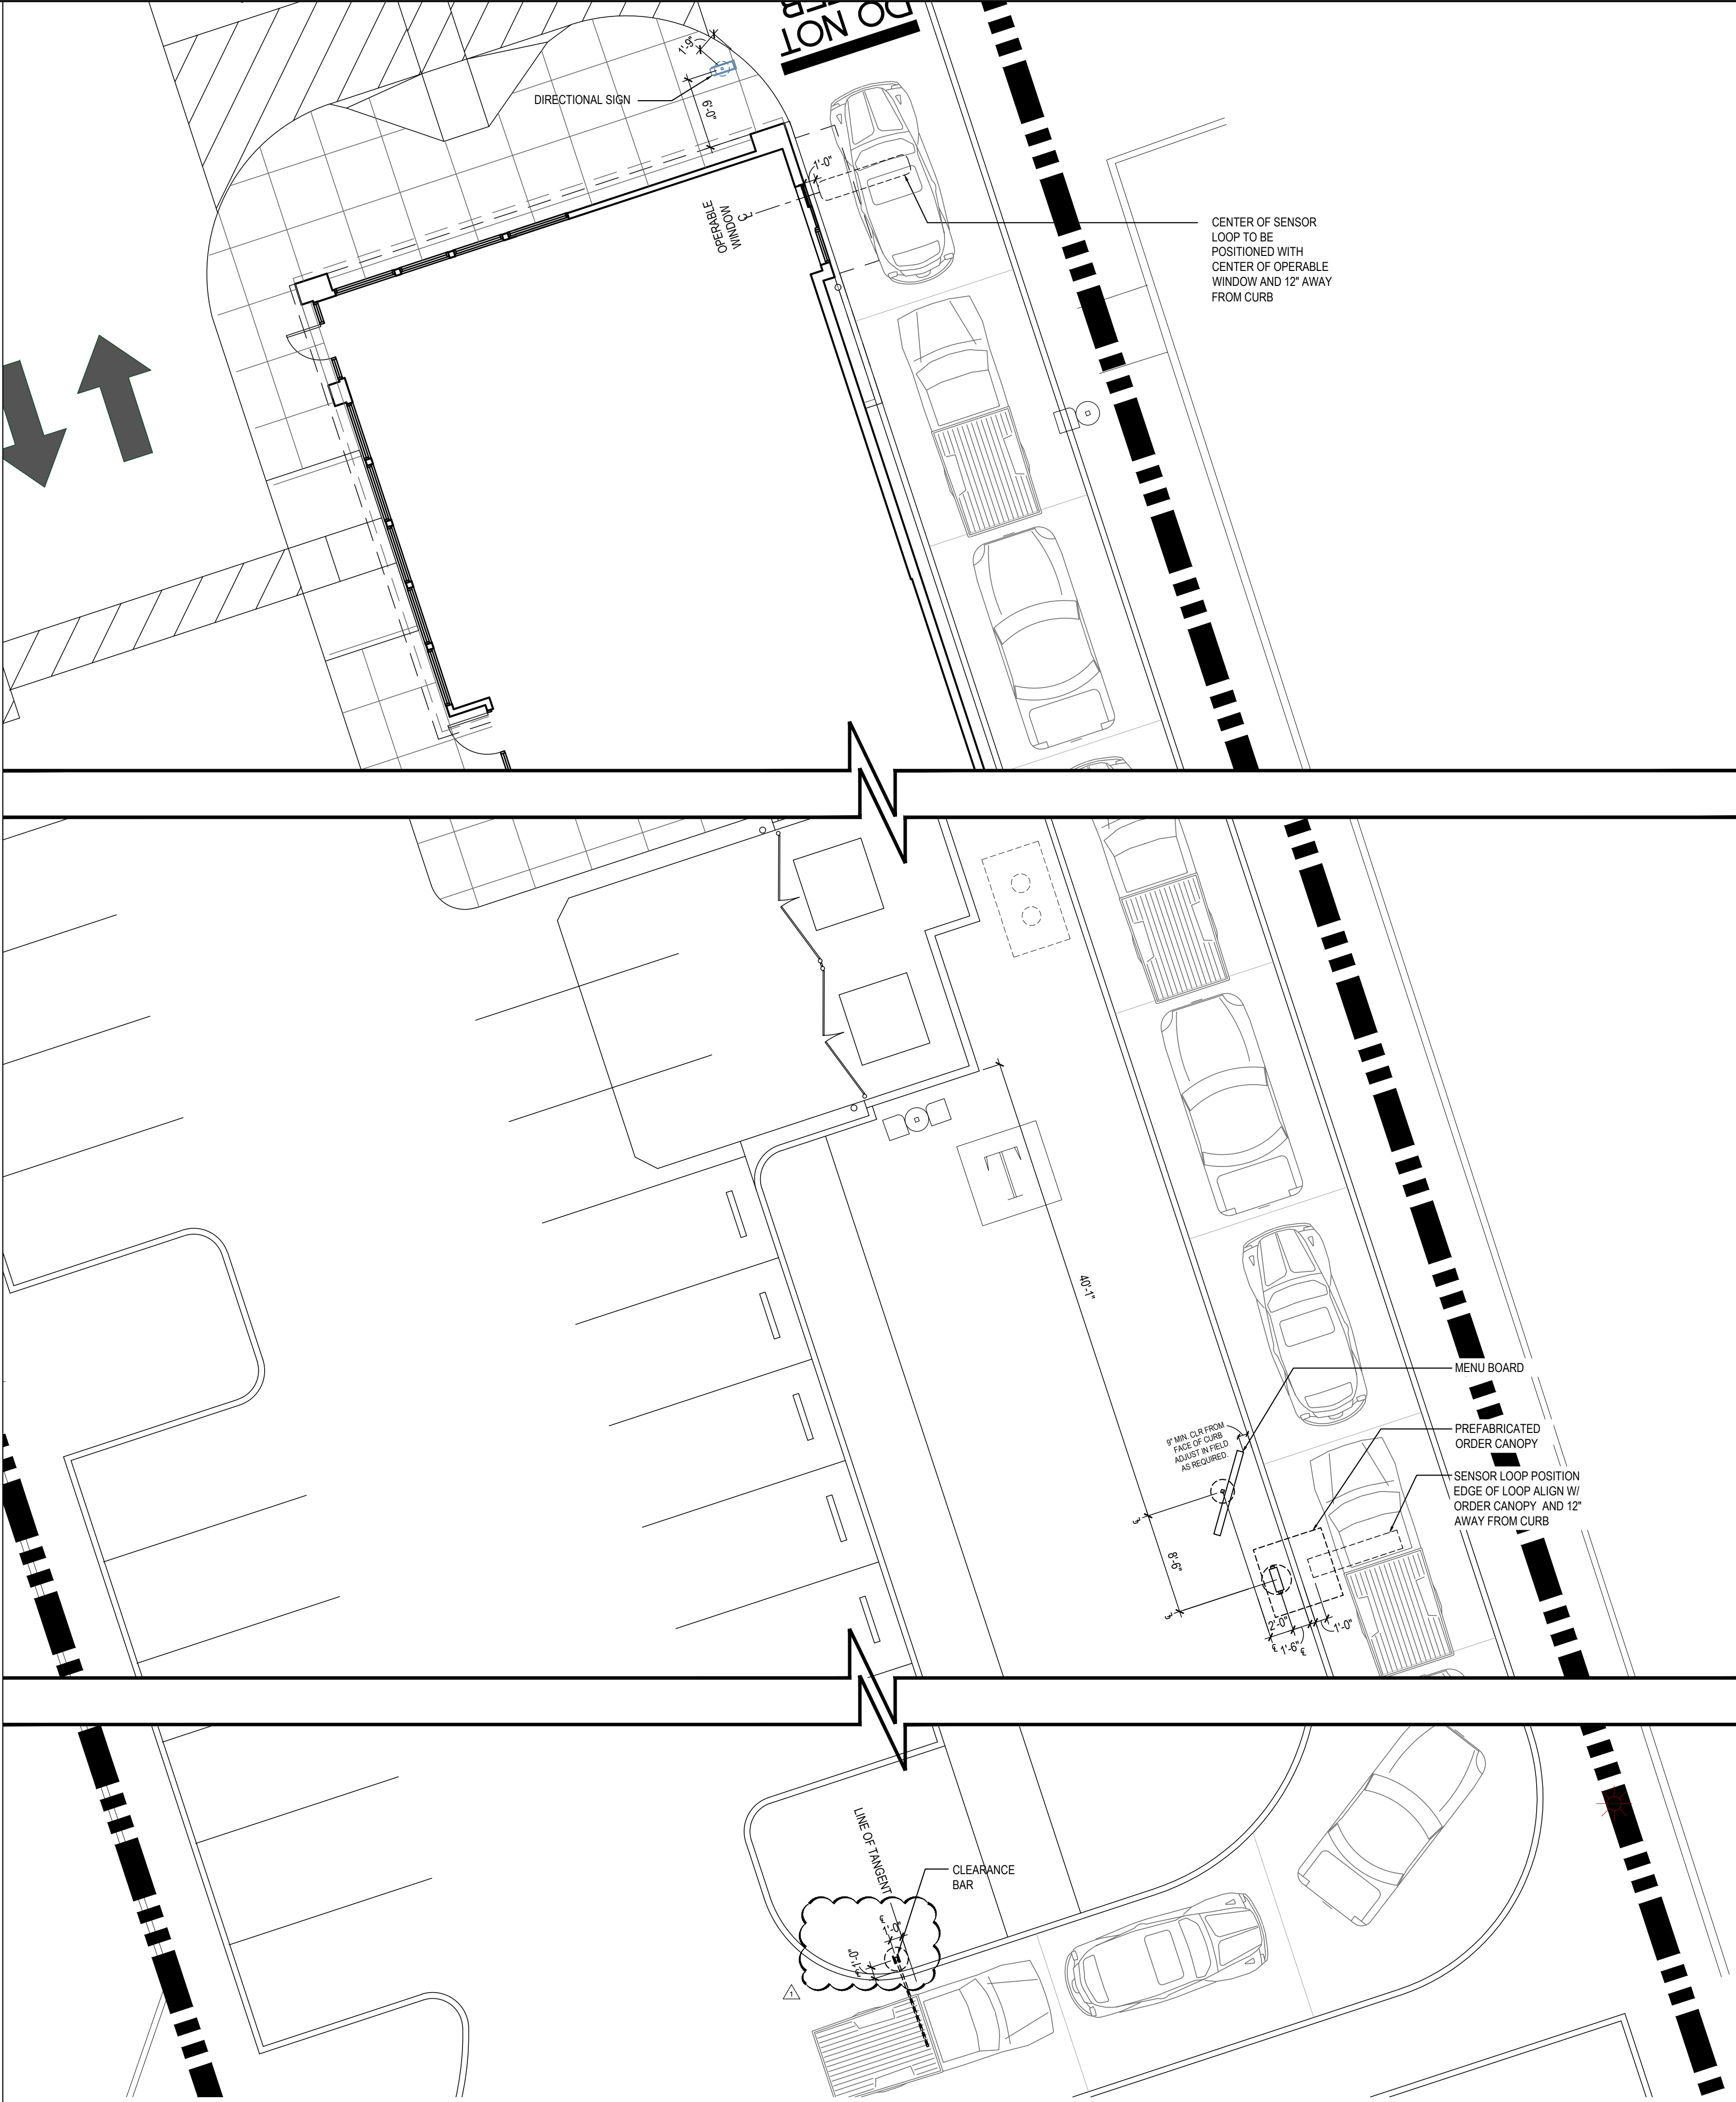 DO NOT
1'-9"
DIRECTIONAL SIGN
6'-0"
1'-0"
OPERABLE
WINDOW
CENTER OF SENSOR
LOOP TO BE
POSITIONED WITH
CENTER OF OPERABLE
WINDOW AND 12" AWAY
FROM CURB
T
40'-1"
MENU BOARD
9" MIN. CLR FROM
FACE OF CURB
ADJUST IN FIELD
AS REQUIRED.
PREFABRICATED
ORDER CANOPY
SENSOR LOOP POSITION
EDGE OF LOOP ALIGN W/
ORDER CANOPY AND 12"
AWAY FROM CURB
8'-6"
2'-0"
1'-0"
1'-6"
LINE OF TANGENT
CLEARANCE
BAR
1'-0"
1'-0"
1